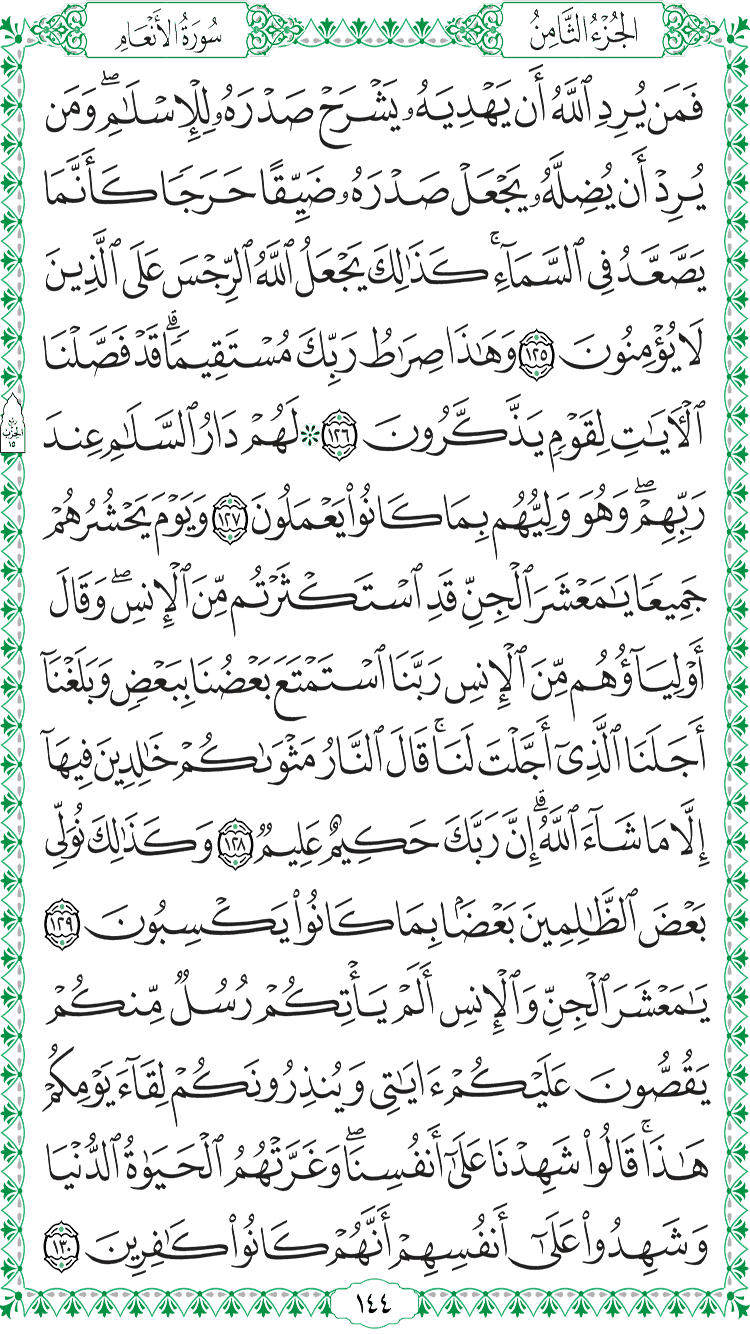 الجُزْءُ الثَّامِنُ
سُورَةُ الأَنْعَامِ
فَمَن يُرِدِ ٱللَّهُ أَن يَهْدِيَهُۥ يَشْرَحْ صَدْرَهُۥ لِلْإِسْلَٰمِۖ وَمَن
يُرِدْ أَن يُضِلَّهُۥ يَجْعَلْ صَدْرَهُۥ ضَيِّقًا حَرَجٗا كَأَنَّمَا
يَصَّعَّدُ فِي ٱلسَّمَآءِۚ كَذَٰلِكَ يَجْعَلُ ٱللَّهُ ٱلرِّجْسَ عَلَى ٱلَّذِينَ
لَا يُؤْمِنُونَ ١٢٥ وَهَٰذَا صِرَٰطُ رَبِّكَ مُسْتَقِيمٗاۗ قَدْ فَصَّلْنَا
ٱلْأٓيَٰتِ لِقَوْمٖ يَذَّكَّرُونَ ١٢٦ ۞ لَهُمْ دَارُ ٱلسَّلَٰمِ عِندَ
رَبِّهِمْۖ وَهُوَ وَلِيُّهُم بِمَا كَانُوا۟ يَعْمَلُونَ ١٢٧ وَيَوْمَ يَحْشُرُهُمْ
جَمِيعٗا يَٰمَعْشَرَ ٱلْجِنِّ قَدِ ٱسْتَكْثَرْتُم مِّنَ ٱلْإِنسِۖ وَقَالَ
أَوْلِيَآؤُهُم مِّنَ ٱلْإِنسِ رَبَّنَا ٱسْتَمْتَعَ بَعْضُنَا بِبَعْضٖ وَبَلَغْنَآ
أَجَلَنَا ٱلَّذِيٓ أَجَّلْتَ لَنَاۚ قَالَ ٱلنَّارُ مَثْوَىٰكُمْ خَٰلِدِينَ فِيهَآ
إِلَّا مَا شَآءَ ٱللَّهُۗ إِنَّ رَبَّكَ حَكِيمٌ عَلِيمٞ ١٢٨ وَكَذَٰلِكَ نُوَلِّي
بَعْضَ ٱلظَّٰلِمِينَ بَعْضَۢا بِمَا كَانُوا۟ يَكْسِبُونَ ١٢٩
يَٰمَعْشَرَ ٱلْجِنِّ وَٱلْإِنسِ أَلَمْ يَأْتِكُمْ رُسُلٞ مِّنكُمْ
يَقُصُّونَ عَلَيْكُمْ ءَايَٰتِي وَيُنذِرُونَكُمْ لِقَآءَ يَوْمِكُمْ
هَٰذَاۚ قَالُوا۟ شَهِدْنَا عَلَىٰٓ أَنفُسِنَاۖ وَغَرَّتْهُمُ ٱلْحَيَوٰةُ ٱلدُّنْيَا
وَشَهِدُوا۟ عَلَىٰٓ أَنفُسِهِمْ أَنَّهُمْ كَانُوا۟ كَٰفِرِينَ ١٣٠
الحزب
١٥
١٤٤